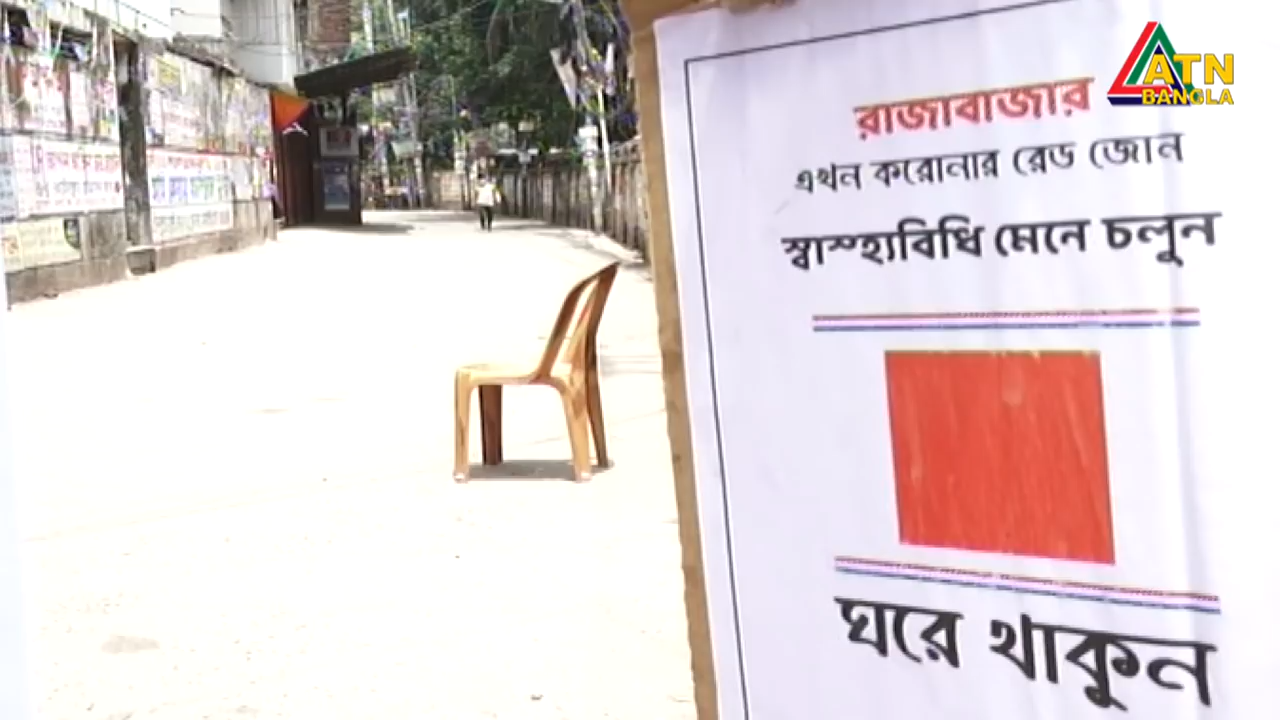 ATN
BANGLA
রাজাবাজার
এখন করোনার রেড জোন
স্বাস্হ্যবিধি মেনে চলুন
ঘরে থাকুন